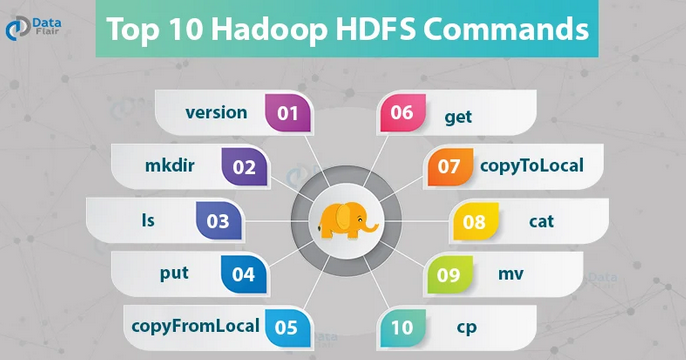 Data
Flair
Top 10 Hadoop HDFS Commands
version 01
mkdir 02
ls 03
put 04
copyFromLocal 05
06 get
07 copyToLocal
08 cat
09 mv
10 cp
Data